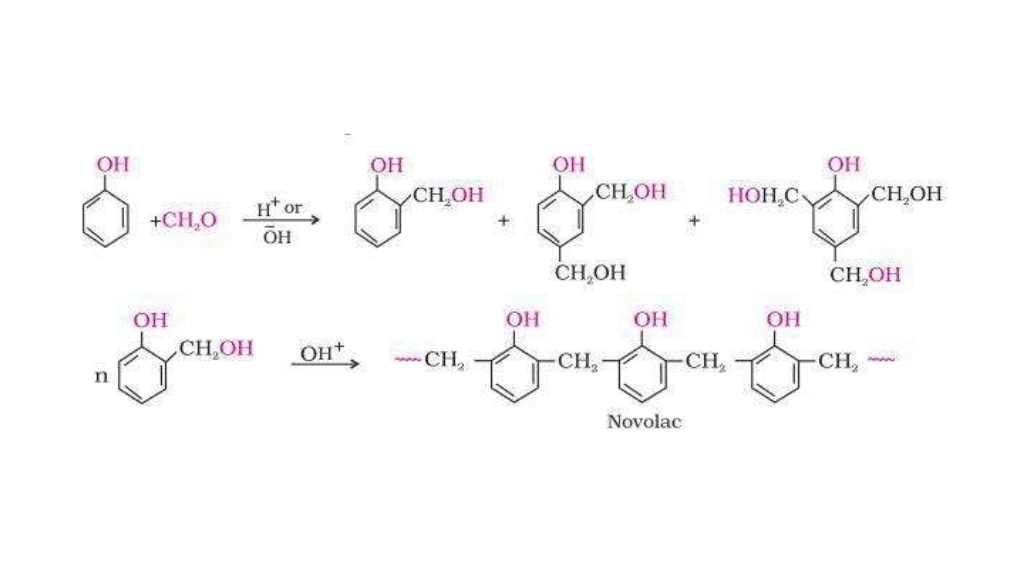 OH OH OH OH
+CH₂O H⁺ or CH₂OH CH₂OH HOH₂C CH₂OH
ŌH + +
CH₂OH CH₂OH
OH OH OH OH
n CH₂OH OH⁺ CH₂ CH₂ CH₂ CH₂
Novolac